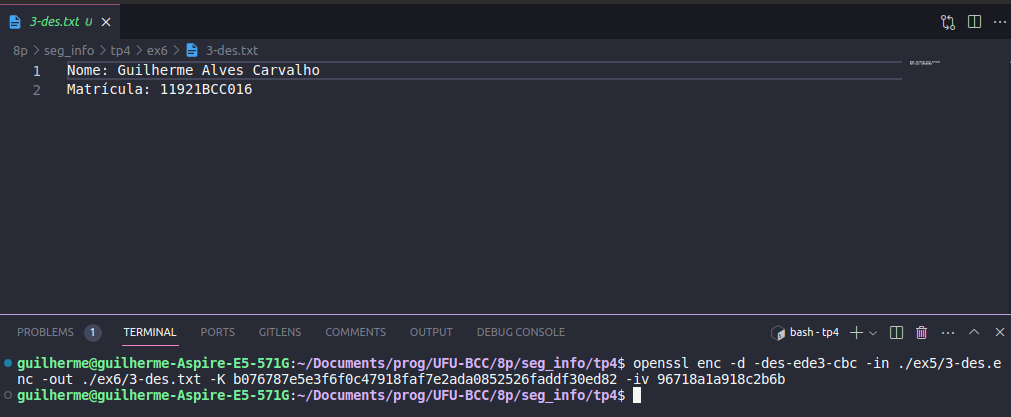 3-des.txt U
8p > seg_info > tp4 > ex6 > 3-des.txt
1 Nome: Guilherme Alves Carvalho
2 Matrícula: 11921BCC016
PROBLEMS 1 TERMINAL PORTS GITLENS COMMENTS OUTPUT DEBUG CONSOLE bash - tp4
guilherme@guilherme-Aspire-E5-571G:~/Documents/prog/UFU-BCC/8p/seg_info/tp4$ openssl enc -d -des-ede3-cbc -in ./ex5/3-des.e
nc -out ./ex6/3-des.txt -K b076787e5e3f6f0c47918faf7e2ada0852526faddf30ed82 -iv 96718a1a918c2b6b
guilherme@guilherme-Aspire-E5-571G:~/Documents/prog/UFU-BCC/8p/seg_info/tp4$